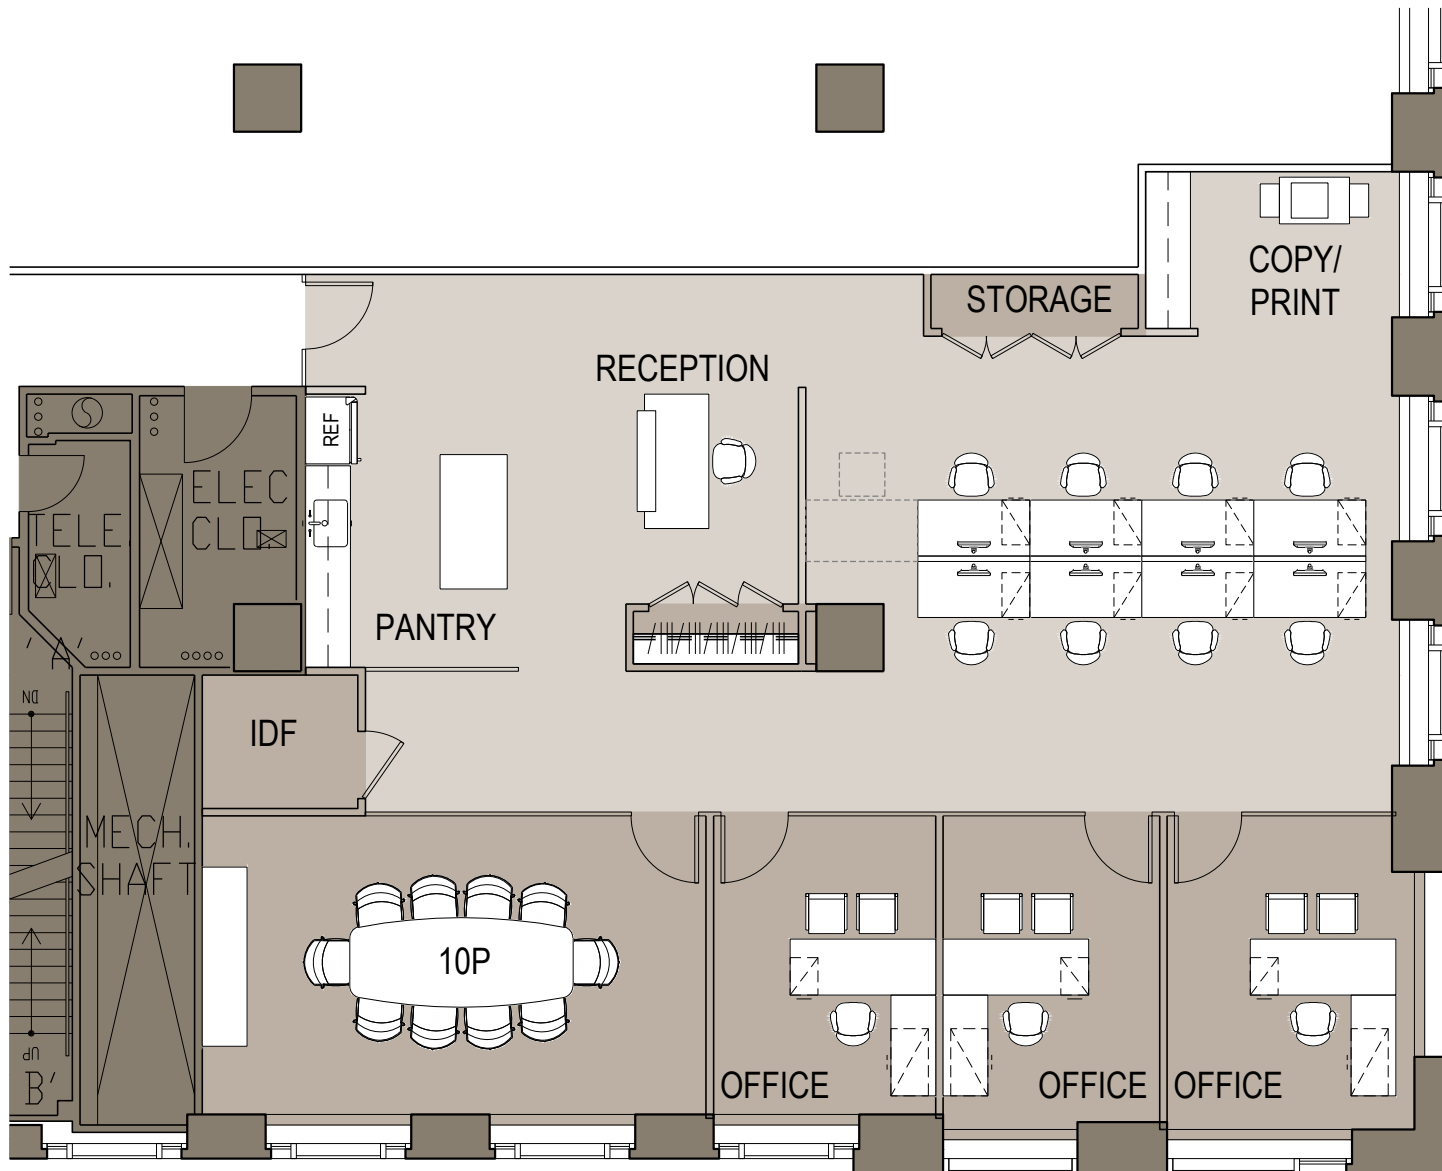 COPY/
PRINT
STORAGE
RECEPTION
REF
ELEC
CLO.
TELE
CLO.
PANTRY
'A'
DN
IDF
MECH.
SHAFT
10P
UP
B'
OFFICE
OFFICE
OFFICE